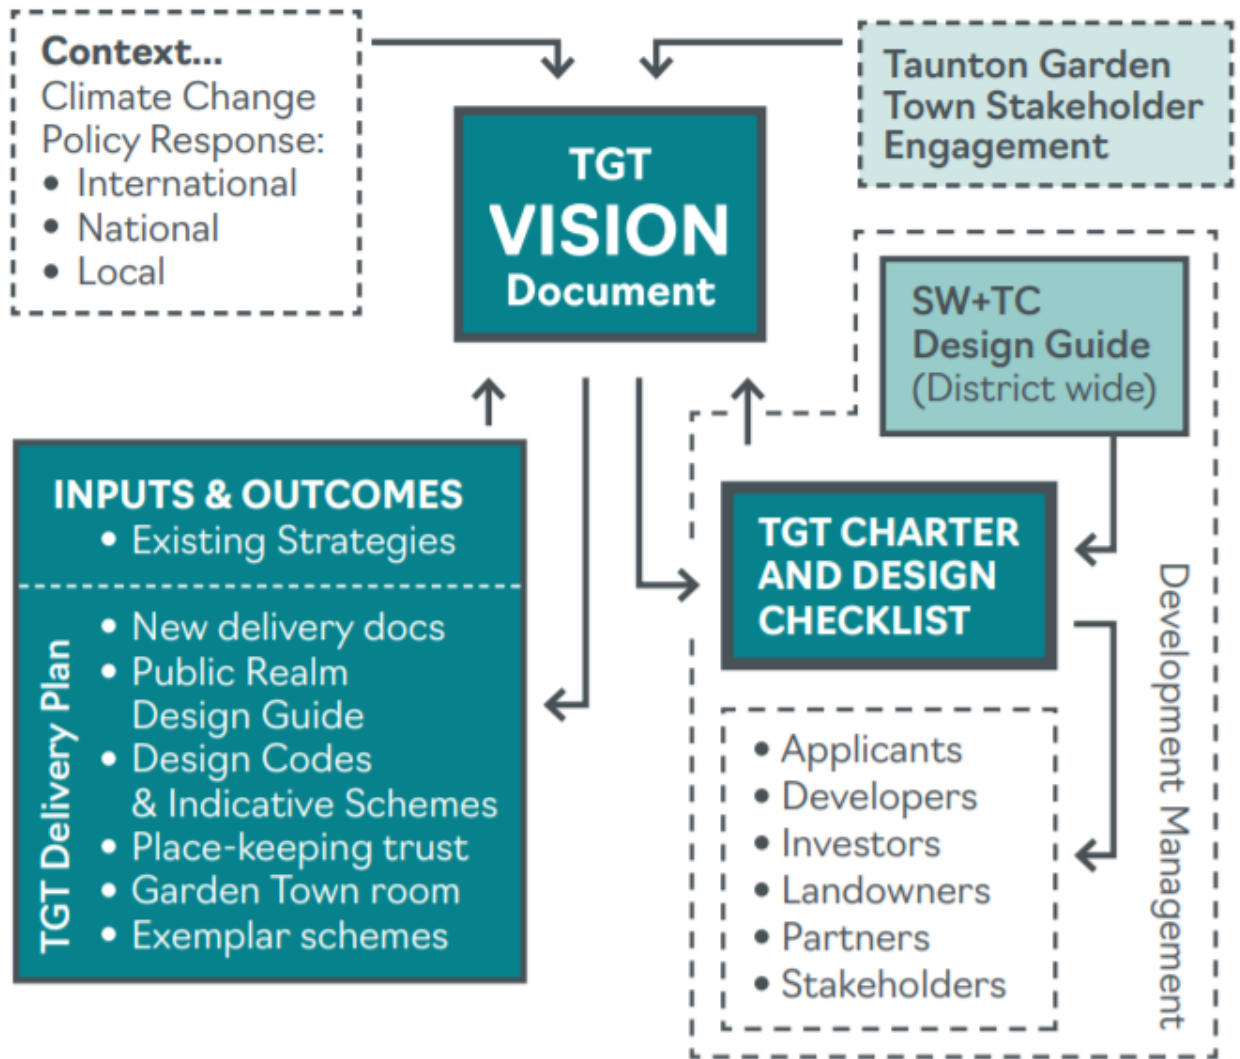 Context...
Climate Change
Policy Response:
• International
• National
• Local
TGT
VISION
Document
Taunton Garden
Town Stakeholder
Engagement
SW+TC
Design Guide
(District wide)
INPUTS & OUTCOMES
• Existing Strategies
TGT Delivery Plan
• New delivery docs
• Public Realm
Design Guide
• Design Codes
& Indicative Schemes
• Place-keeping trust
• Garden Town room
• Exemplar schemes
TGT CHARTER
AND DESIGN
CHECKLIST
• Applicants
• Developers
• Investors
• Landowners
• Partners
• Stakeholders
Development Management